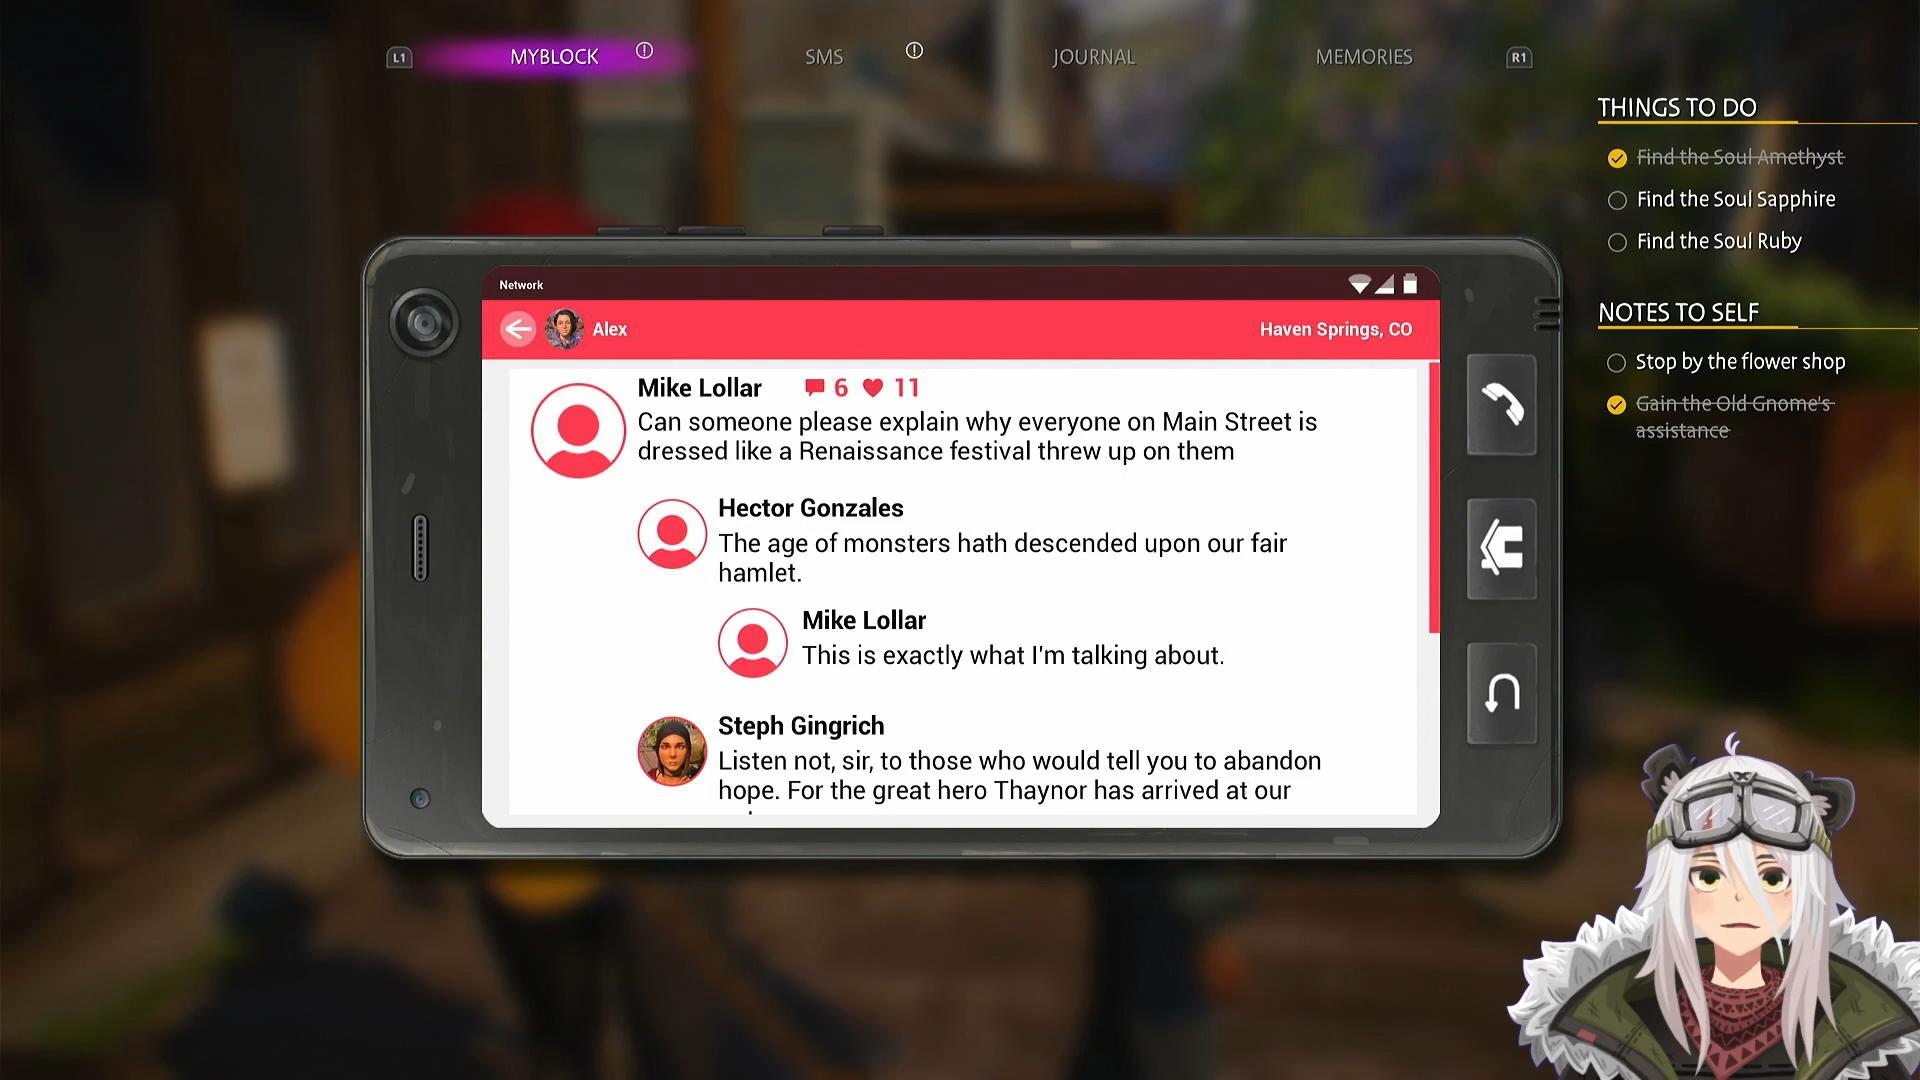 L1
MYBLOCK
SMS
JOURNAL
MEMORIES
R1
THINGS TO DO
Find the Soul Amethyst
Find the Soul Sapphire
Find the Soul Ruby
NOTES TO SELF
Stop by the flower shop
Gain the Old Gnome's
assistance
Network
Alex
Haven Springs, CO
Mike Lollar 6 11
Can someone please explain why everyone on Main Street is
dressed like a Renaissance festival threw up on them
Hector Gonzales
The age of monsters hath descended upon our fair
hamlet.
Mike Lollar
This is exactly what I'm talking about.
Steph Gingrich
Listen not, sir, to those who would tell you to abandon
hope. For the great hero Thaynor has arrived at our